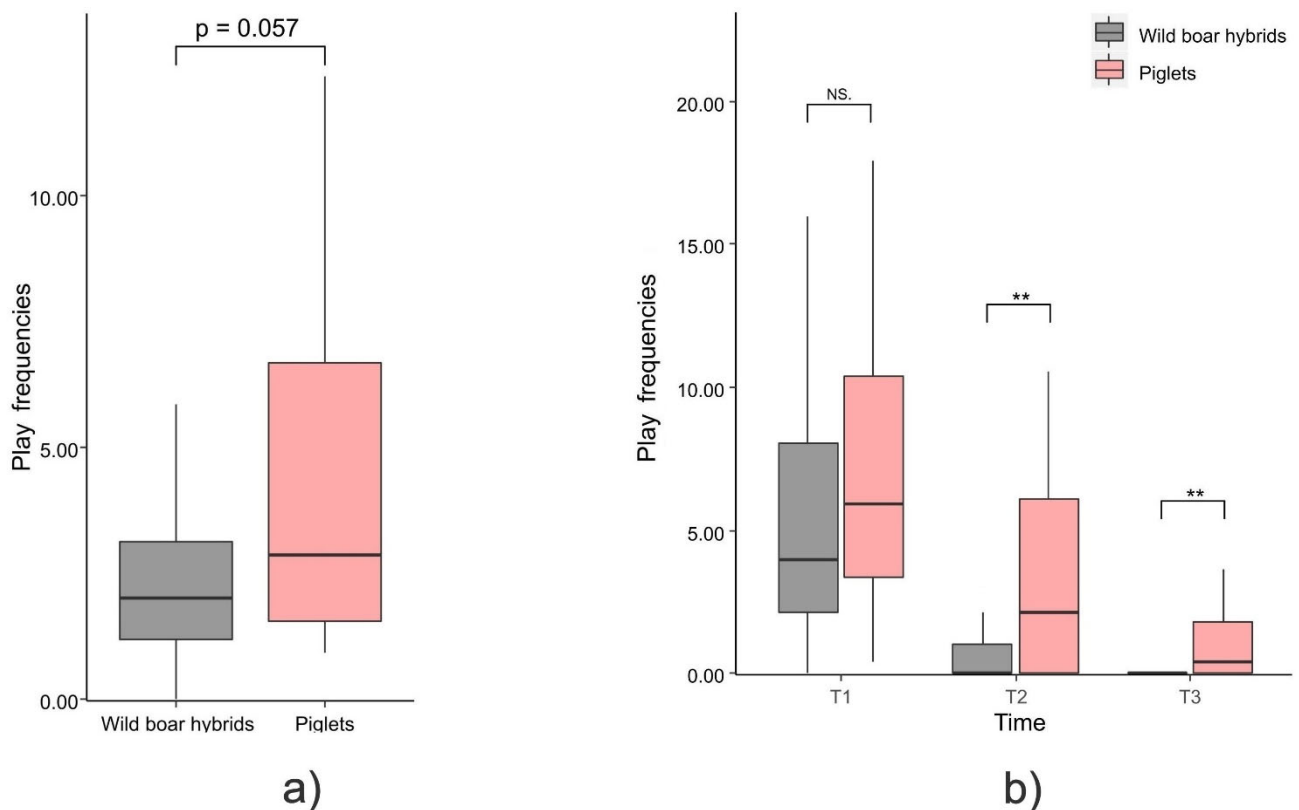 p = 0.057
10.00
5.00
0.00
Play frequencies
Wild boar hybrids
Piglets
a)
Wild boar hybrids
Piglets
20.00
15.00
10.00
5.00
0.00
Play frequencies
NS.
**
**
T1
T2
T3
Time
b)